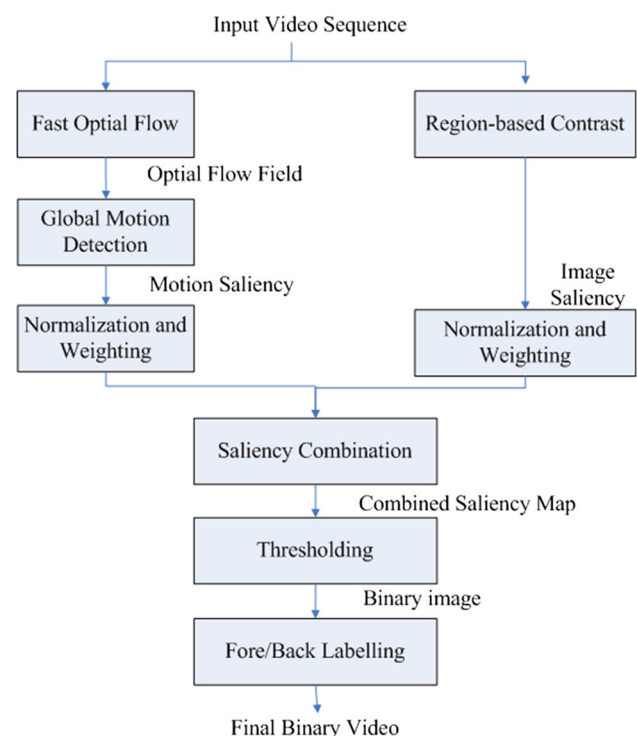 Input Video Sequence
Fast Optial Flow
Region-based Contrast
Optial Flow Field
Global Motion
Detection
Motion Saliency
Image
Saliency
Normalization and
Weighting
Normalization and
Weighting
Saliency Combination
Combined Saliency Map
Thresholding
Binary image
Fore/Back Labelling
Final Binary Video